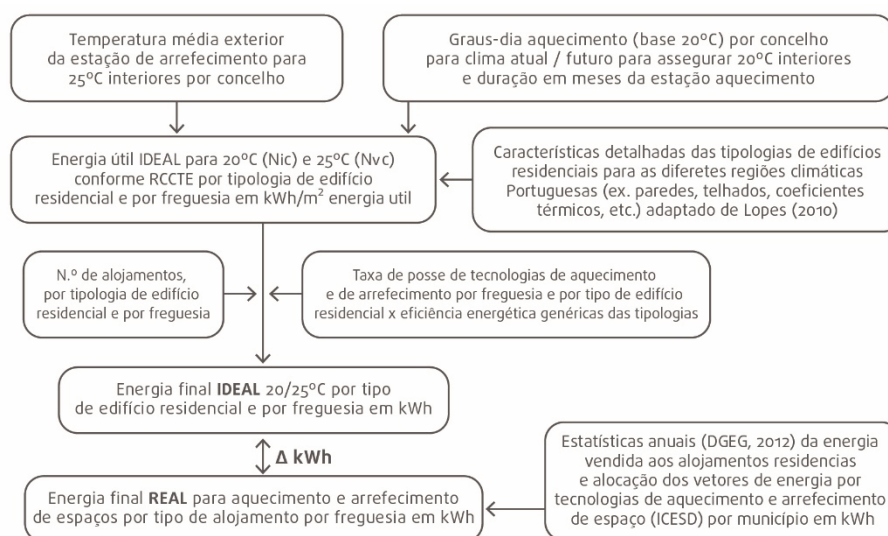 Temperatura média exterior
da estação de arrefecimento para
25ºC interiores por concelho
Graus-dia aquecimento (base 20ºC) por concelho
para clima atual / futuro para assegurar 20ºC interiores
e duração em meses da estação aquecimento
Energia útil IDEAL para 20ºC (Nic) e 25ºC (Nvc)
conforme RCCTE por tipologia de edifício
residencial e por freguesia em kWh/m² energia util
Características detalhadas das tipologias de edifícios
residenciais para as diferetes regiões climáticas
Portuguesas (ex. paredes, telhados, coeficientes
térmicos, etc.) adaptado de Lopes (2010)
N.º de alojamentos,
por tipologia de edifício
residencial e por freguesia
Taxa de posse de tecnologias de aquecimento
e de arrefecimento por freguesia e por tipo de edifício
residencial x eficiência energética genéricas das tipologias
Energia final IDEAL 20/25ºC por tipo
de edifício residencial e por freguesia em kWh
Δ kWh
Energia final REAL para aquecimento e arrefecimento
de espaços por tipo de alojamento por freguesia em kWh
Estatísticas anuais (DGEG, 2012) da energia
vendida aos alojamentos residencias
e alocação dos vetores de energia por
tecnologias de aquecimento e arrefecimento
de espaço (ICESD) por município em kWh